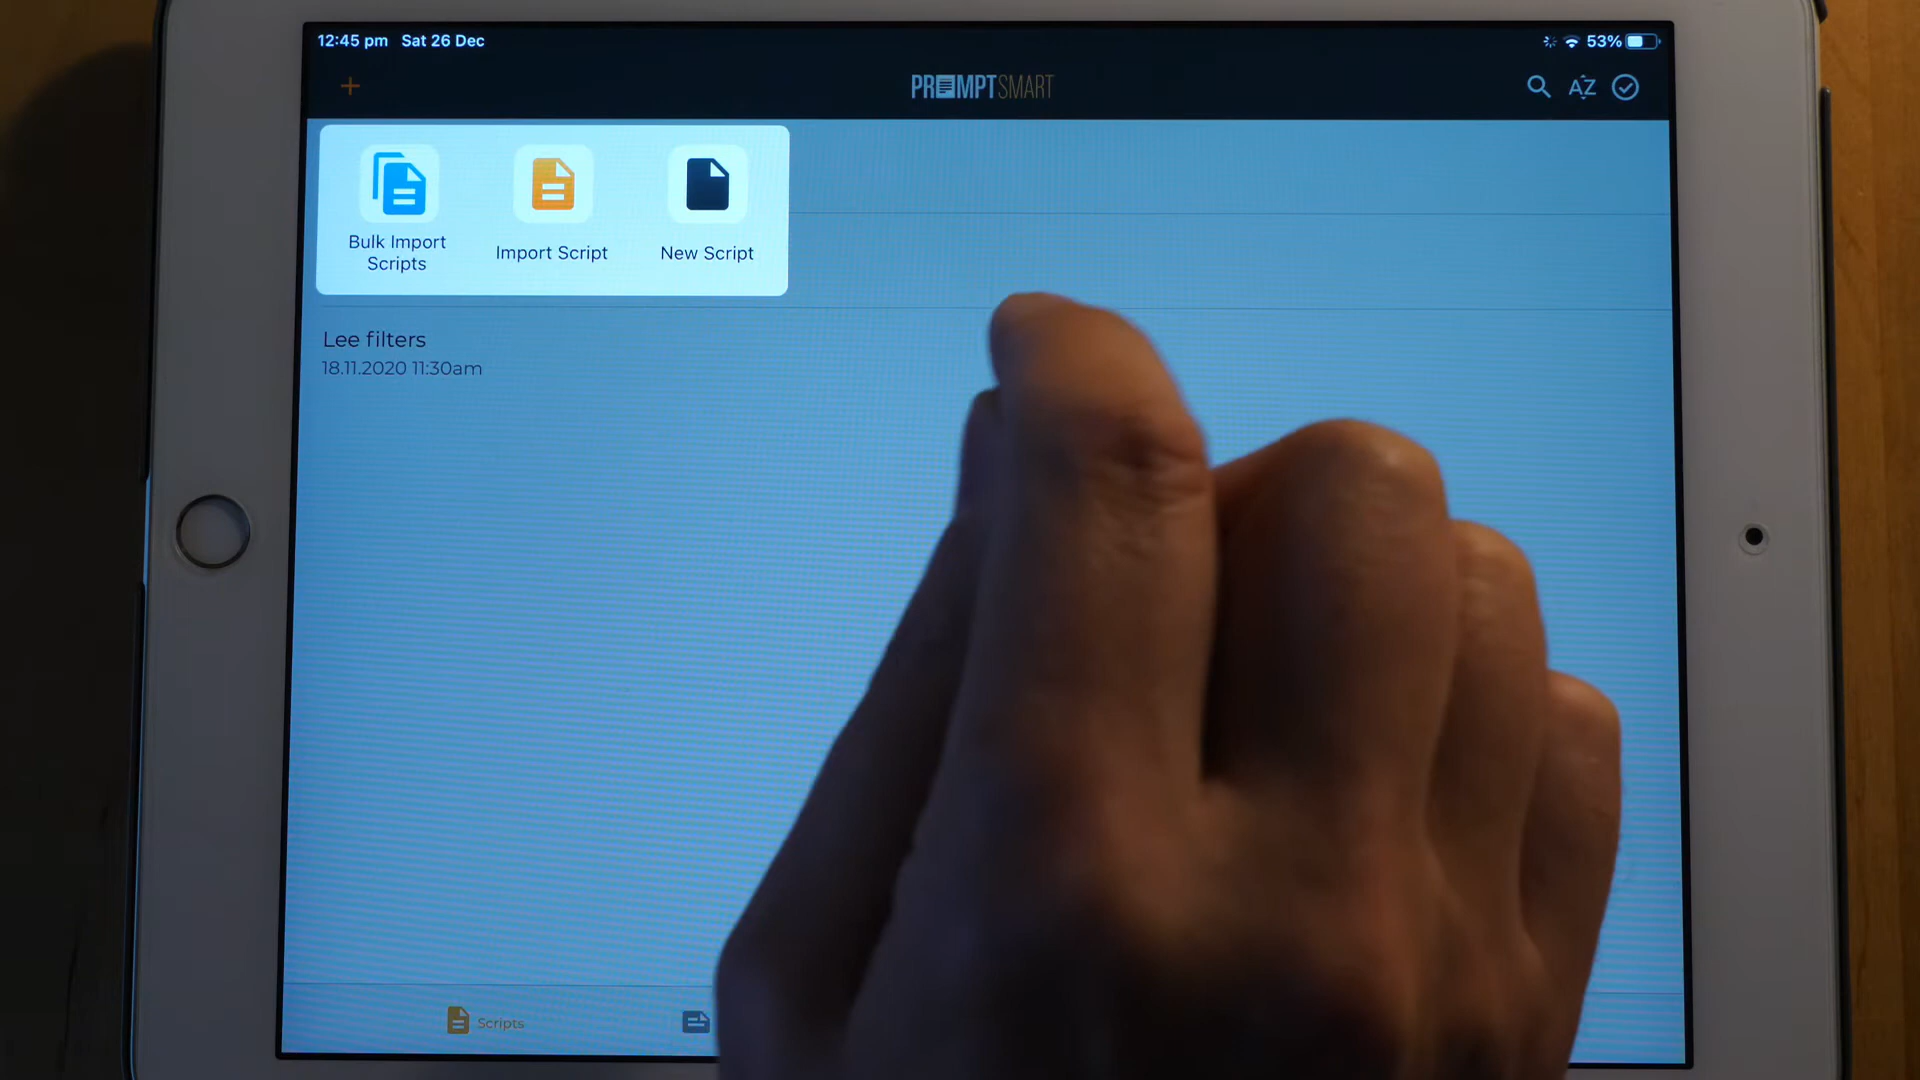 12:45 pm Sat 26 Dec
53%
PROMPTSMART
AZ
Bulk Import
Scripts
Import Script
New Script
Lee filters
18.11.2020 11:30am
Scripts